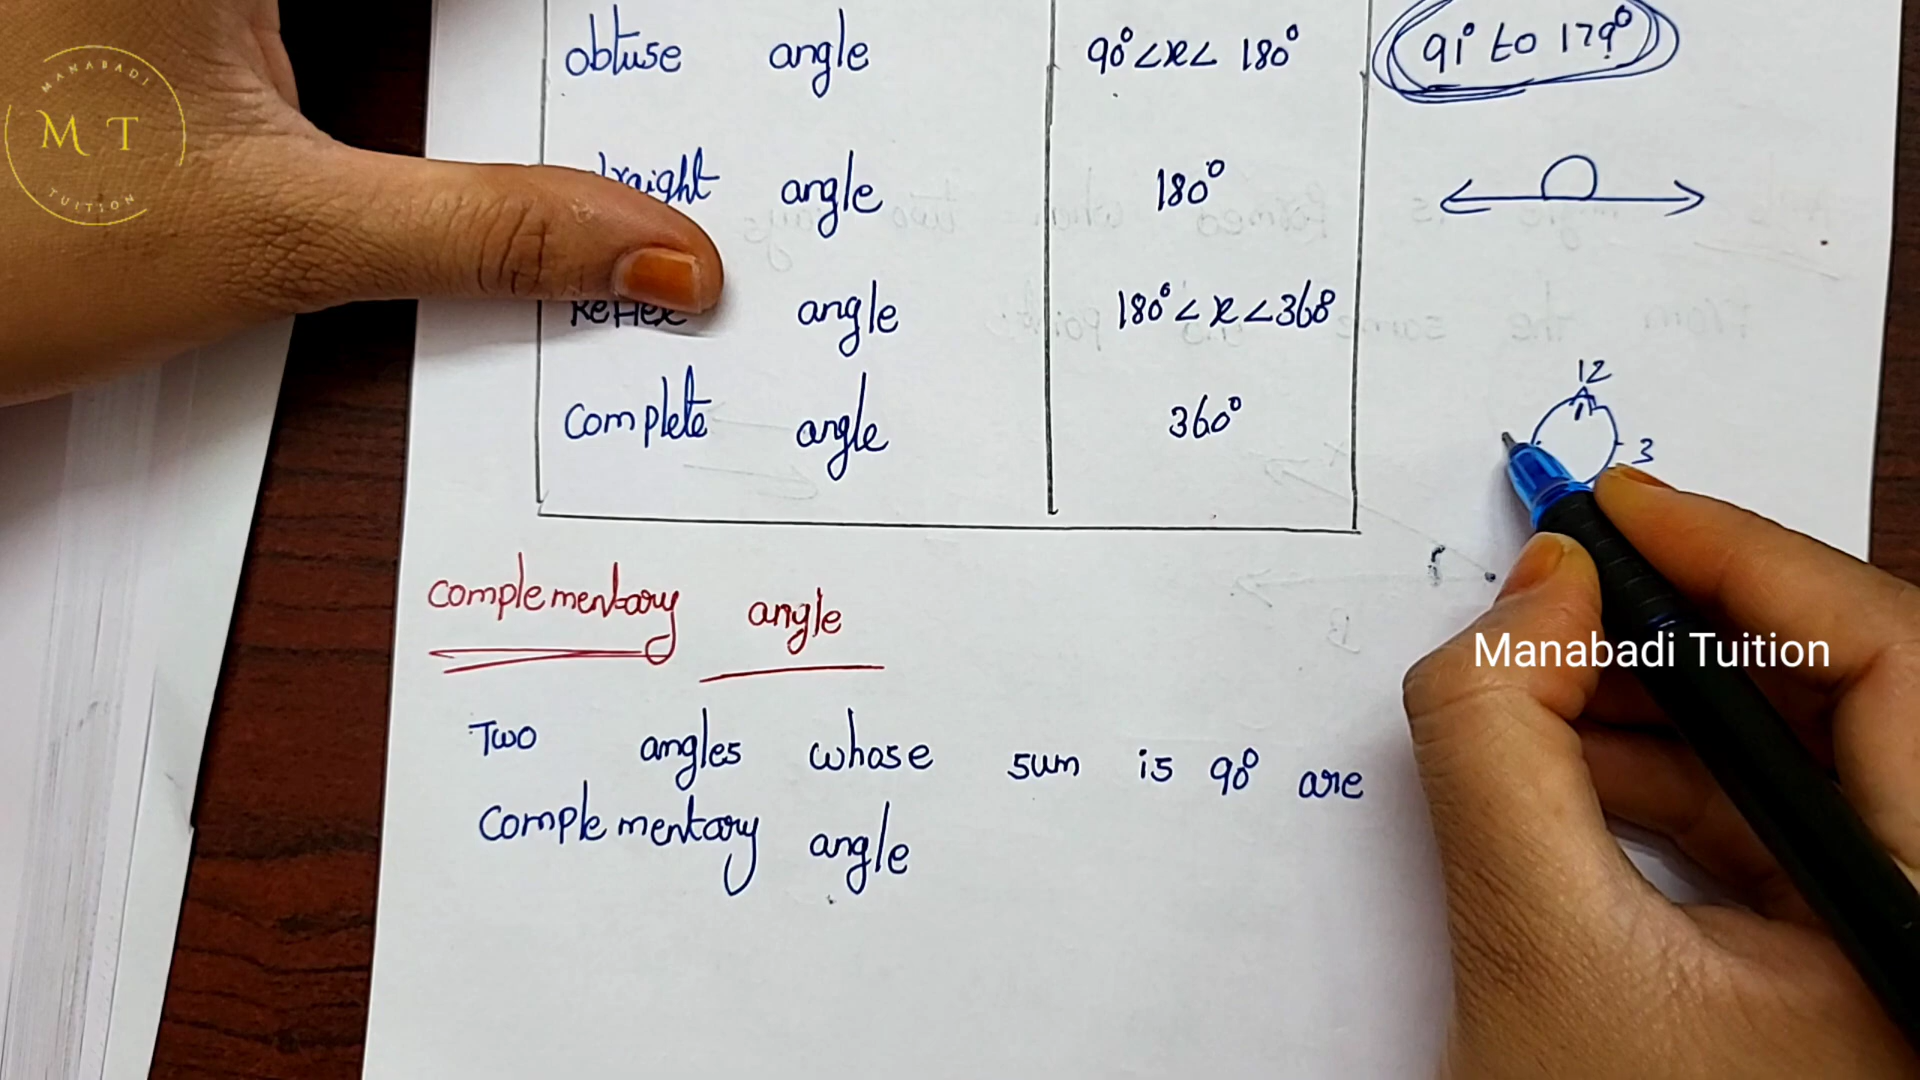 obtuse angle 90° <x< 180° 91° to 179°
MANABADI
MT
TUITION
straight angle 180°
Reflex angle 180° < x < 360
12
complete angle 360°
3
complementary angle
Manabadi Tuition
Two angles whose sum is 90° are
complementary angle